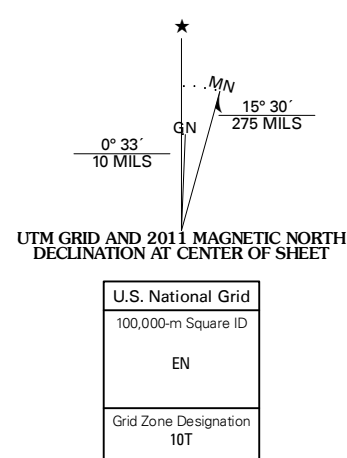 ★
MN
15° 30´
275 MILS
GN
0° 33´
10 MILS
UTM GRID AND 2011 MAGNETIC NORTH
DECLINATION AT CENTER OF SHEET
U.S. National Grid
100,000-m Square ID
EN
Grid Zone Designation
10T